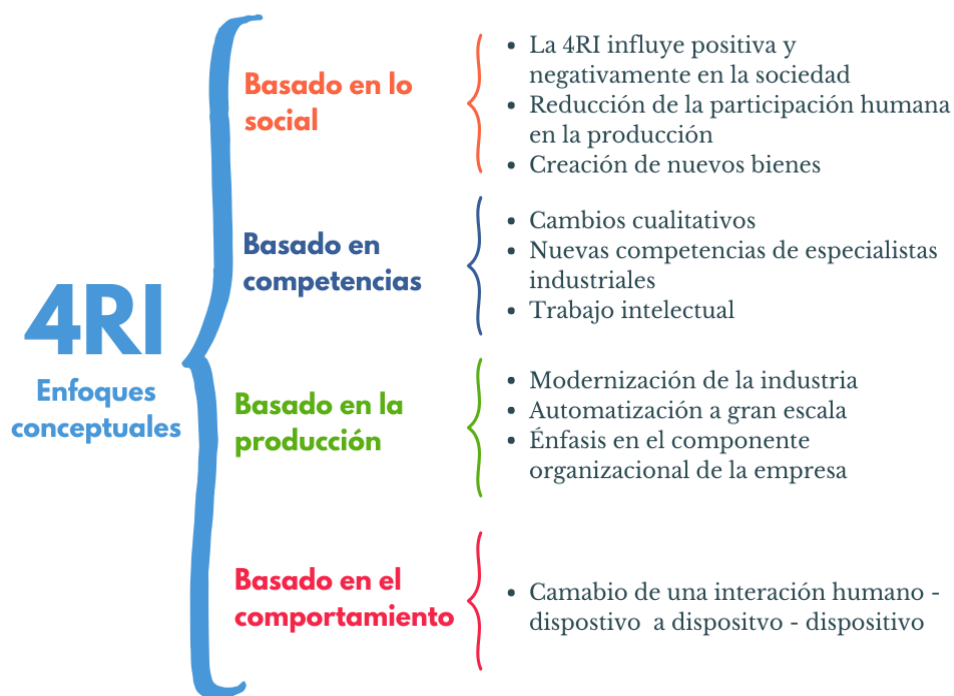 4RI
Enfoques
conceptuales
Basado en lo
social
• La 4RI influye positiva y
negativamente en la sociedad
• Reducción de la participación humana
en la producción
• Creación de nuevos bienes
Basado en
competencias
• Cambios cualitativos
• Nuevas competencias de especialistas
industriales
• Trabajo intelectual
Basado en la
producción
• Modernización de la industria
• Automatización a gran escala
• Énfasis en el componente
organizacional de la empresa
Basado en el
comportamiento
• Camabio de una interación humano -
dispostivo a dispositvo - dispositivo